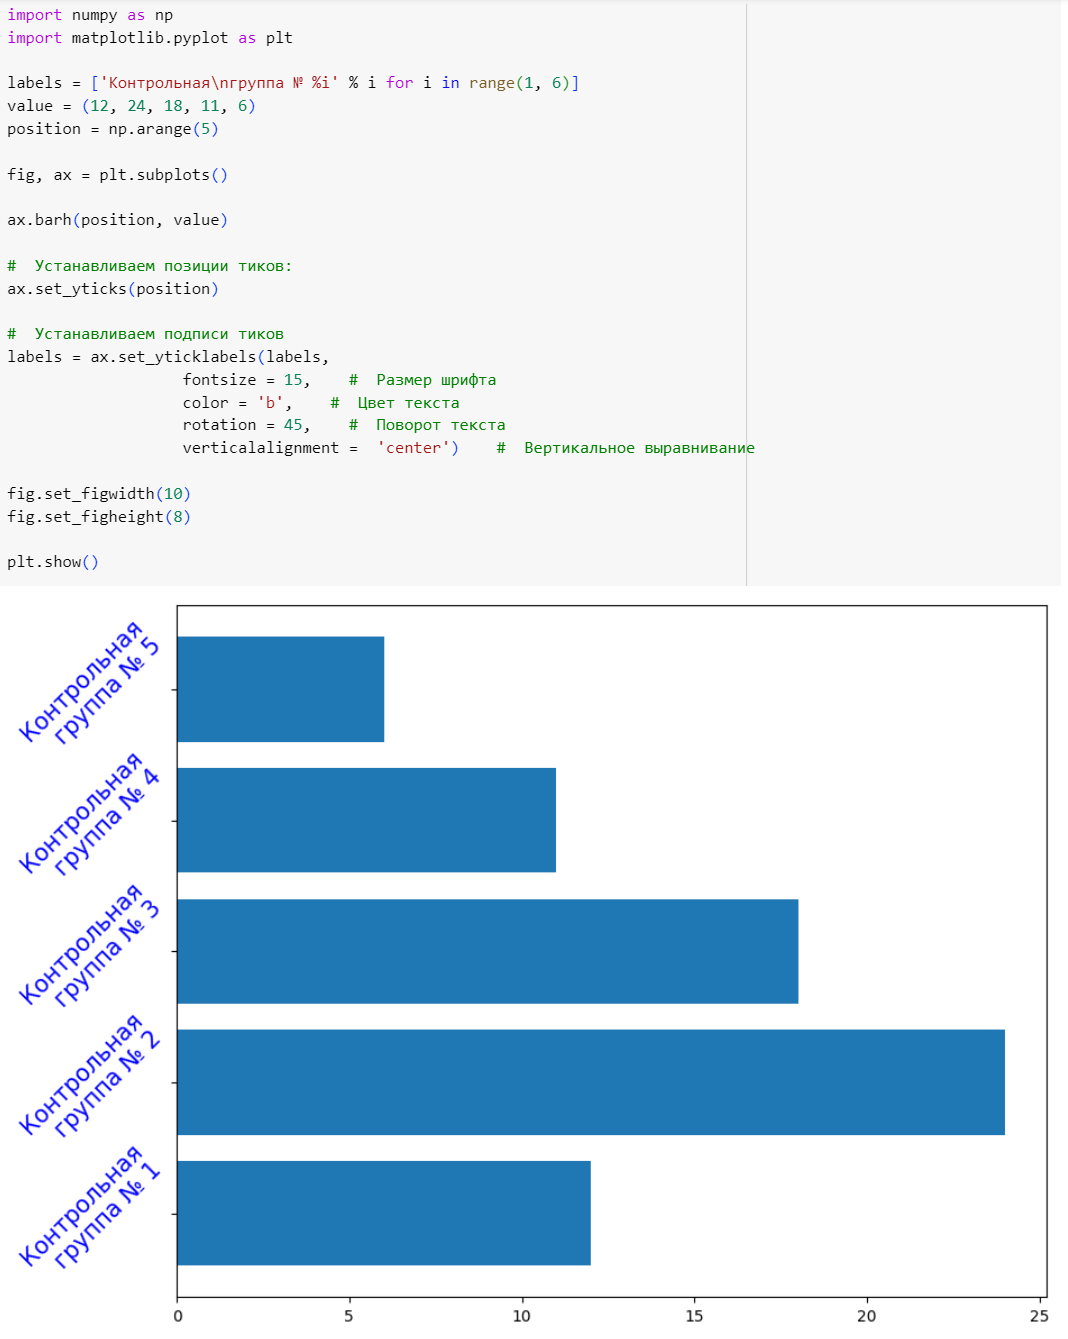 import numpy as np
import matplotlib.pyplot as plt
labels = ['Контрольная\nгруппа № %i' % i for i in range(1, 6)]
value = (12, 24, 18, 11, 6)
position = np.arange(5)
fig, ax = plt.subplots()
ax.barh(position, value)
#  Устанавливаем позиции тиков:
ax.set_yticks(position)
#  Устанавливаем подписи тиков
labels = ax.set_yticklabels(labels,
fontsize = 15,    #  Размер шрифта
color = 'b',    #  Цвет текста
rotation = 45,    #  Поворот текста
verticalalignment =  'center')    #  Вертикальное выравнивание
fig.set_figwidth(10)
fig.set_figheight(8)
plt.show()
Контрольная
группа № 5
Контрольная
группа № 4
Контрольная
группа № 3
Контрольная
группа № 2
Контрольная
группа № 1
0 5 10 15 20 25